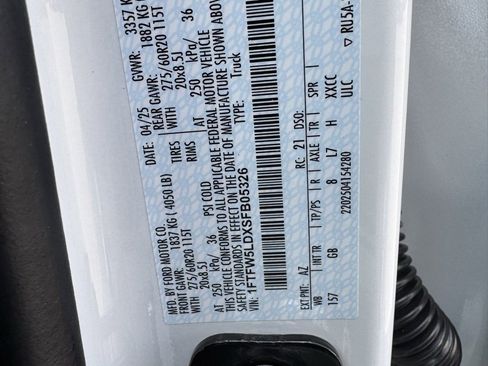 MFD. BY FORD MOTOR CO.
04/25
GVWR: 3357 K
FRONT GAWR: 1837 KG (4050 LB)
REAR GAWR: 1882 KG
275/60R20 115T TIRES WITH 275/60R20 115T
20x8.5J RIMS 20x8.5J
AT 250 kPa/ 36 PSI COLD AT 250 kPa/ 36
THIS VEHICLE CONFORMS TO ALL APPLICABLE FEDERAL MOTOR VEHICLE
SAFETY STANDARDS IN EFFECT ON THE DATE OF MANUFACTURE SHOWN ABOVE
VIN: 1FTFW5LDXSFB05326
TYPE: Truck
EXT PNT: AZ RC: 21 DSO:
WB INT TR TP/PS R AXLE TR SPR
157 GB 8 L7 H XXCC
2202504154280 ULC
RU5A-